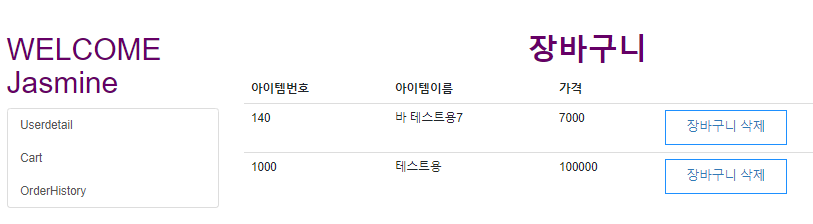 WELCOME
Jasmine
Userdetail
Cart
OrderHistory
장바구니
아이템번호 아이템이름 가격
140 바 테스트용7 7000 장바구니 삭제
1000 테스트용 100000 장바구니 삭제